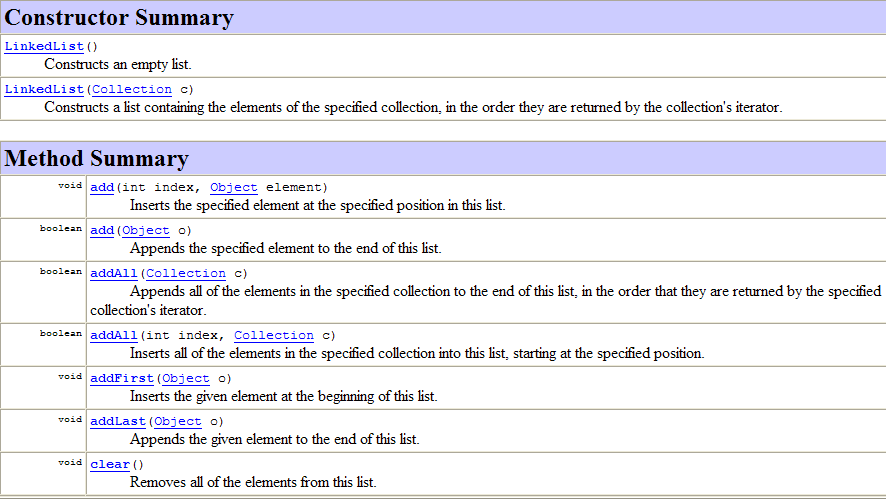 Constructor Summary
LinkedList()
Constructs an empty list.
LinkedList(Collection c)
Constructs a list containing the elements of the specified collection, in the order they are returned by the collection's iterator.
Method Summary
void add(int index, Object element)
Inserts the specified element at the specified position in this list.
boolean add(Object o)
Appends the specified element to the end of this list.
boolean addAll(Collection c)
Appends all of the elements in the specified collection to the end of this list, in the order that they are returned by the specified
collection's iterator.
boolean addAll(int index, Collection c)
Inserts all of the elements in the specified collection into this list, starting at the specified position.
void addFirst(Object o)
Inserts the given element at the beginning of this list.
void addLast(Object o)
Appends the given element to the end of this list.
void clear()
Removes all of the elements from this list.